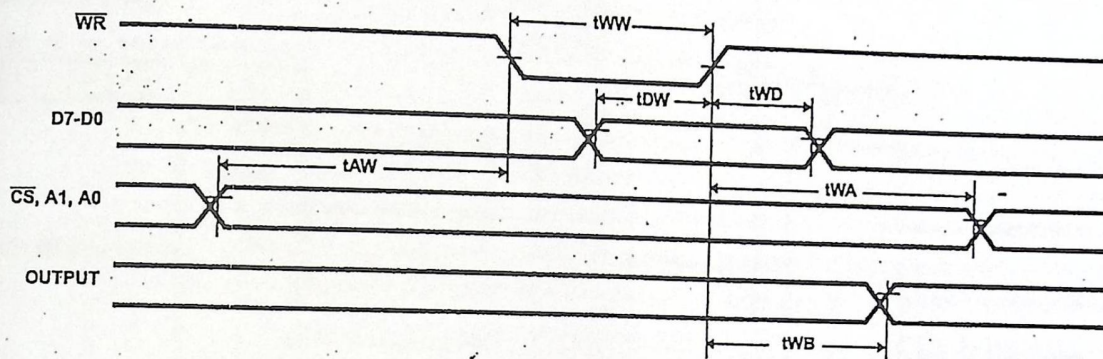 WR
tWW
D7-D0
tDW
tWD
tAW
CS, A1, A0
tWA
OUTPUT
tWB